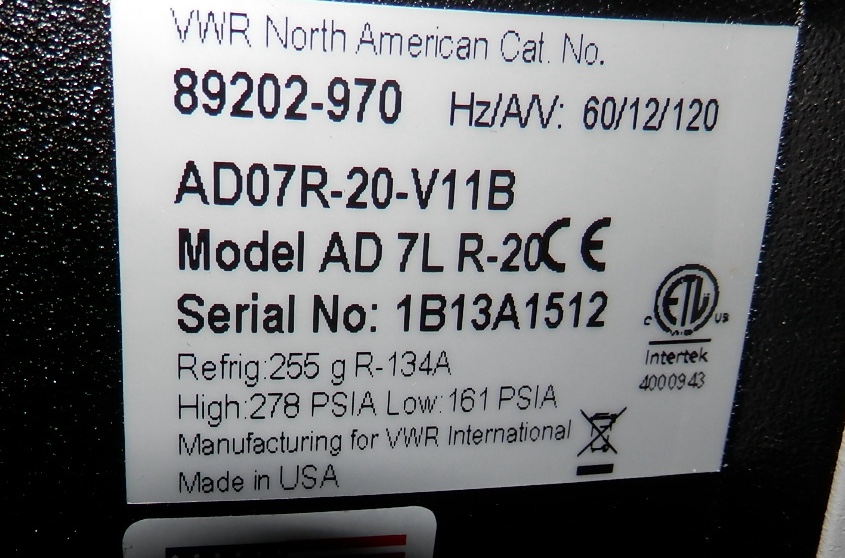 VWR North American Cat. No.
89202-970 Hz/A/V: 60/12/120
AD07R-20-V11B
Model AD 7L R-20 CE
Serial No: 1B13A1512
ETL
C US
Intertek
4000943
Refrig:255 g R-134A
High:278 PSIA Low:161 PSIA
Manufacturing for VWR International
Made in USA